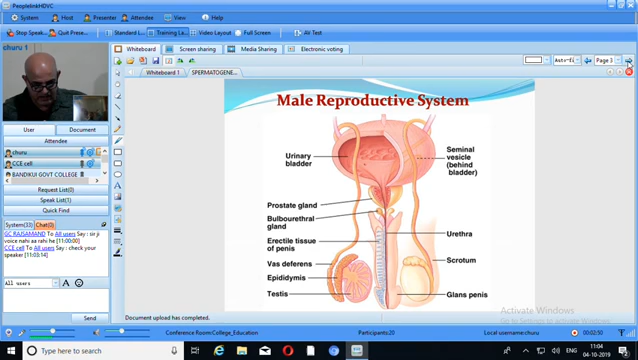 PeoplelinkHDVC
System Host Presenter Attendee View Help
Stop Speak... Quit Prese... Standard L... Training La... Video Layout Full Screen AV Test
churu 1
Whiteboard Screen sharing Media Sharing Electronic voting
Page 3
Whiteboard 1 SPERMATOGENE...
User Document
Attendee
churu
CCE cell
BANDIKUI GOVT COLLEGE
Request List(0)
Speak List(1)
Quick Find
System(33) Chat(0)
GC RAJSAMAND To All users Say : sir ji
voice nahi aa rahi he [11:00:00]
CCE cell To All users Say : check your
speaker [11:03:14]
All users
Send
Male Reproductive System
Urinary
bladder
Seminal
vesicle
(behind
bladder)
Prostate gland
Bulbourethral
gland
Erectile tissue
of penis
Vas deferens
Epididymis
Testis
Urethra
Scrotum
Glans penis
Activate Windows
Go to Settings to activate Windows.
Document upload has completed.
Conference Room:College_Education Participants:20 Local username:churu 00:02:50
Type here to search
ENG
11:04
04-10-2019